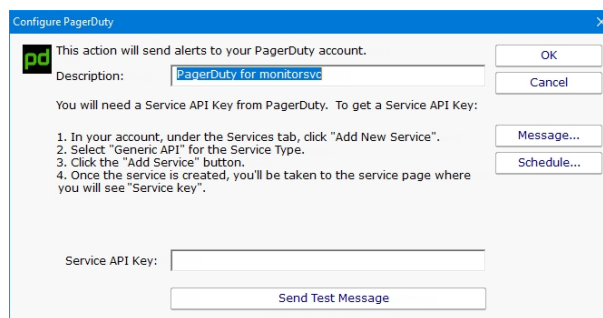 Configure PagerDuty
pd
This action will send alerts to your PagerDuty account.
OK
Description:
PagerDuty for monitorsvc
Cancel
You will need a Service API Key from PagerDuty. To get a Service API Key:
1. In your account, under the Services tab, click "Add New Service".
Message...
2. Select "Generic API" for the Service Type.
3. Click the "Add Service" button.
Schedule...
4. Once the service is created, you'll be taken to the service page where
you will see "Service key".
Service API Key:
Send Test Message